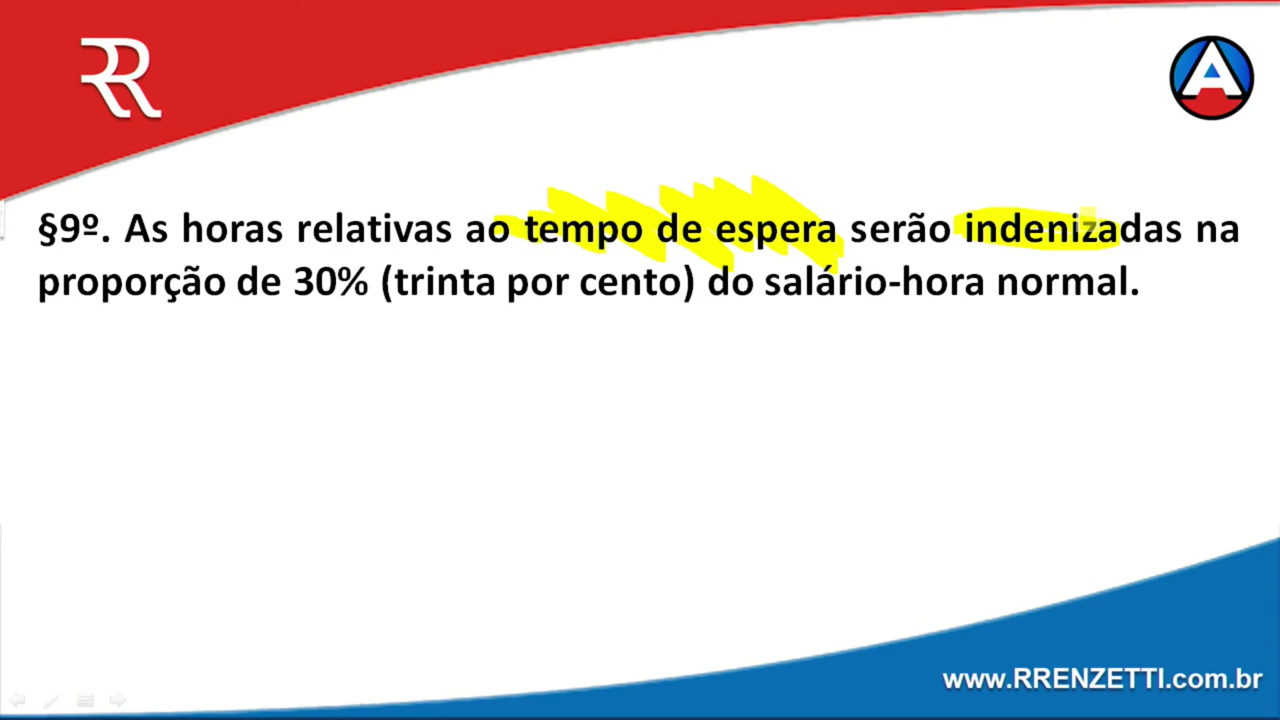 RR
A
§9º. As horas relativas ao tempo de espera serão indenizadas na
proporção de 30% (trinta por cento) do salário-hora normal.
www.RRENZETTI.com.br